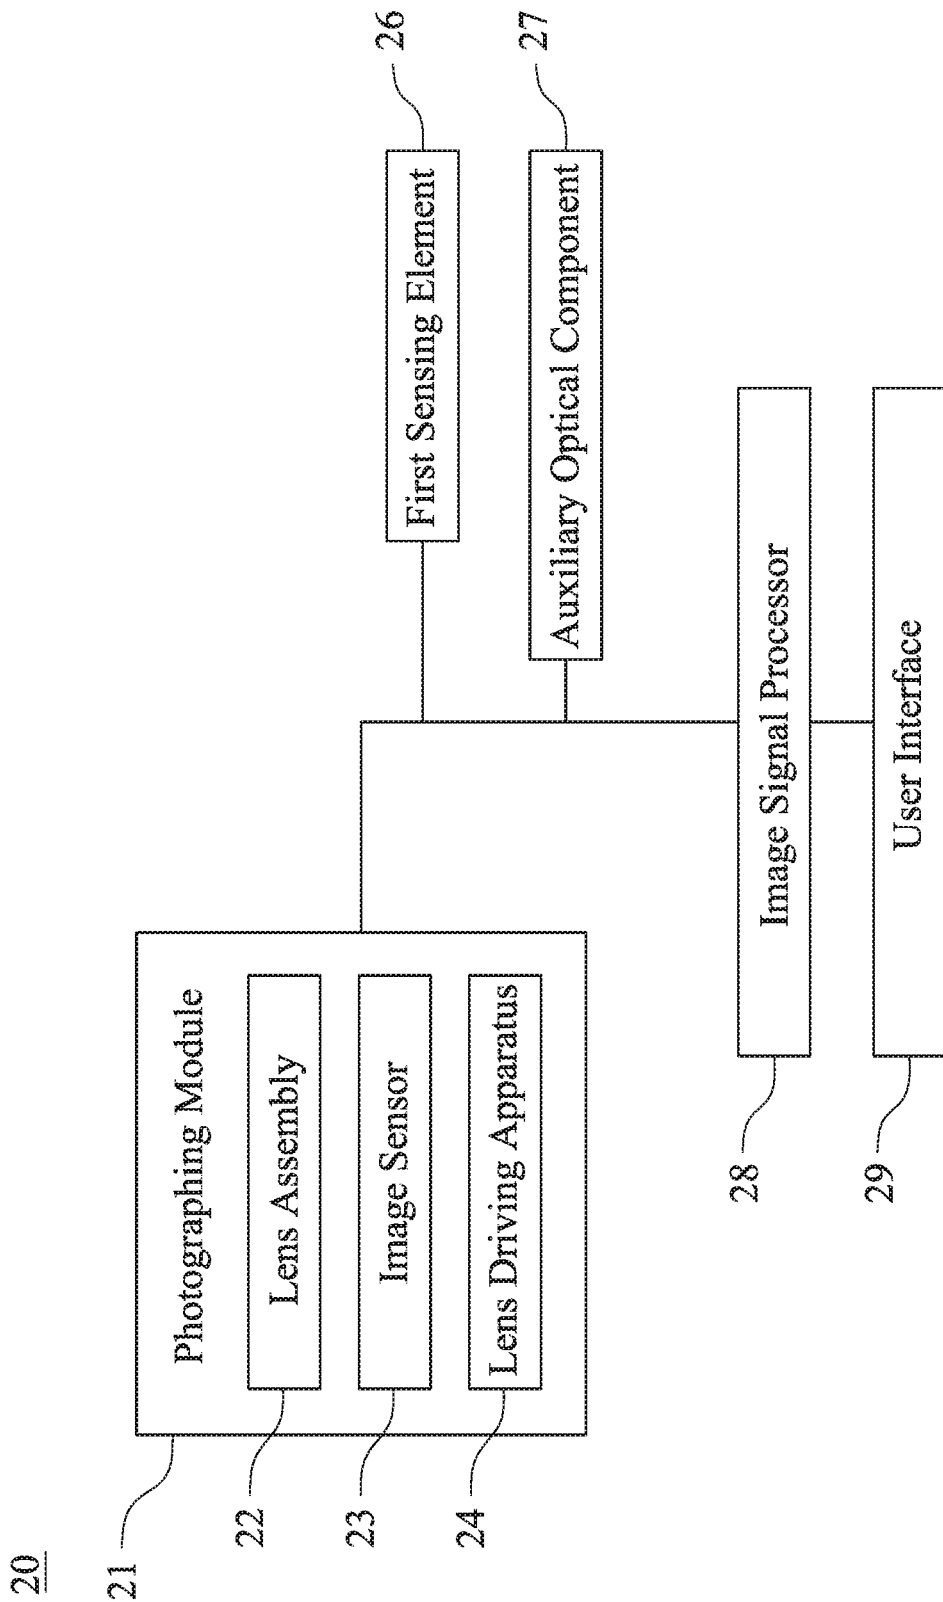 20
21
Photographing Module
22
Lens Assembly
23
Image Sensor
24
Lens Driving Apparatus
First Sensing Element
26
Auxiliary Optical Component
27
28
Image Signal Processor
29
User Interface